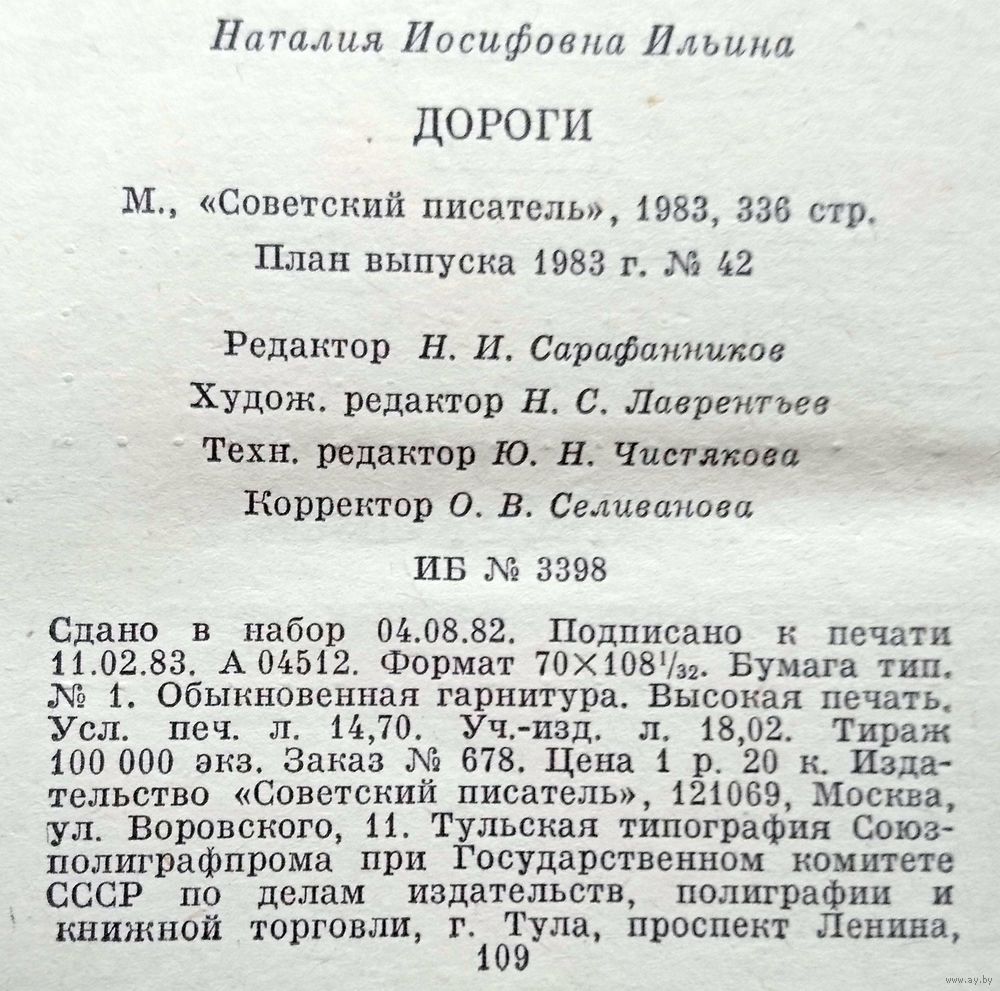 Наталия Иосифовна Ильина
ДОРОГИ
М., «Советский писатель», 1983, 336 стр.
План выпуска 1983 г. № 42
Редактор Н. И. Сарафанников
Худож. редактор Н. С. Лаврентьев
Техн. редактор Ю. Н. Чистякова
Корректор О. В. Селиванова
ИБ № 3398
Сдано в набор 04.08.82. Подписано к печати
11.02.83. А 04512. Формат 70×108¹/₃₂. Бумага тип.
№ 1. Обыкновенная гарнитура. Высокая печать.
Усл. печ. л. 14,70. Уч.-изд. л. 18,02. Тираж
100 000 экз. Заказ № 678. Цена 1 р. 20 к. Изда-
тельство «Советский писатель», 121069, Москва,
ул. Воровского, 11. Тульская типография Союз-
полиграфпрома при Государственном комитете
СССР по делам издательств, полиграфии и
книжной торговли, г. Тула, проспект Ленина,
109
www.ay.by